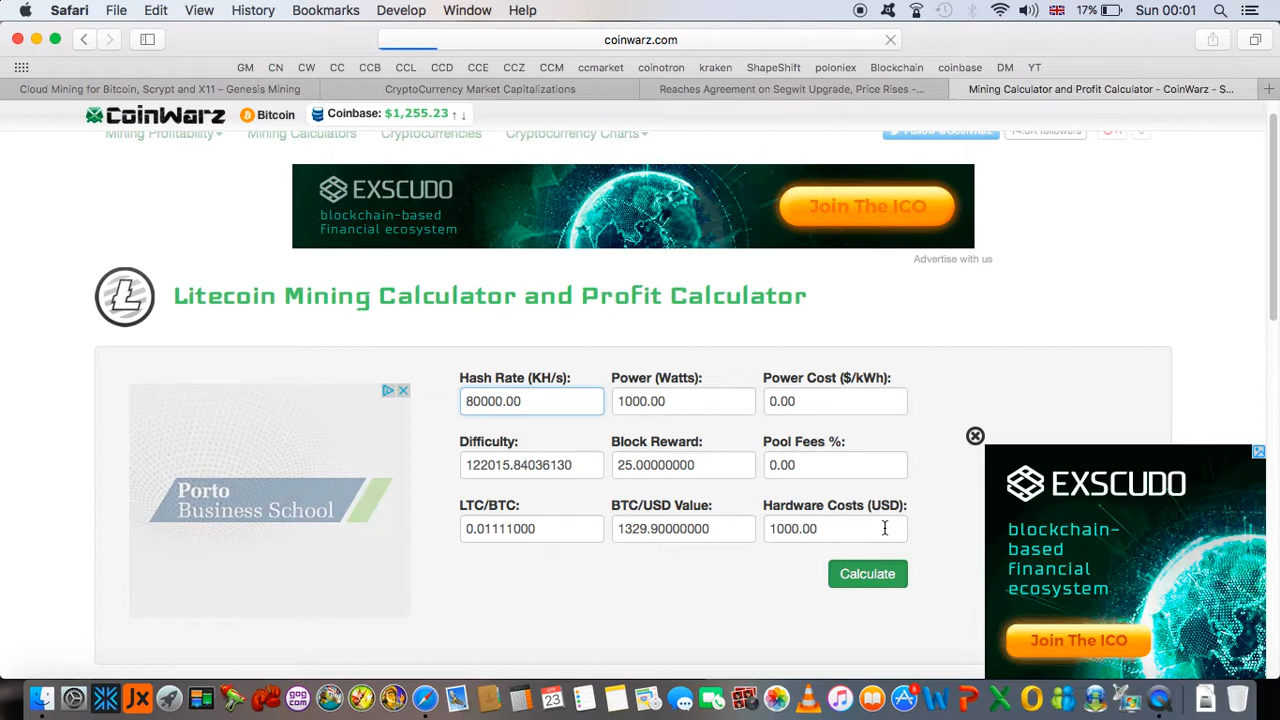 Safari File Edit View History Bookmarks Develop Window Help 17% Sun 00:01
coinwarz.com
GM CN CW CC CCB CCL CCD CCE CCZ CCM ccmarket coinotron kraken ShapeShift poloniex Blockchain coinbase DM YT
Cloud Mining for Bitcoin, Scrypt and X11 – Genesis Mining CryptoCurrency Market Capitalizations Reaches Agreement on Segwit Upgrade, Price Rises -... Mining Calculator and Profit Calculator - CoinWarz - S...
CoinWarz Bitcoin Coinbase: $1,255.23 ↑ ↓
Mining Profitability Mining Calculators Cryptocurrencies Cryptocurrency Charts Follow @CoinWarz followers
EXSCUDO
blockchain-based
financial ecosystem
Join The ICO
Advertise with us
Litecoin Mining Calculator and Profit Calculator
Hash Rate (KH/s): Power (Watts): Power Cost ($/kWh):
80000.00 1000.00 0.00
Difficulty: Block Reward: Pool Fees %:
122015.84036130 25.00000000 0.00
LTC/BTC: BTC/USD Value: Hardware Costs (USD):
0.01111000 1329.90000000 1000.00
Calculate
Porto
Business School
EXSCUDO
blockchain-
based
financial
ecosystem
Join The ICO